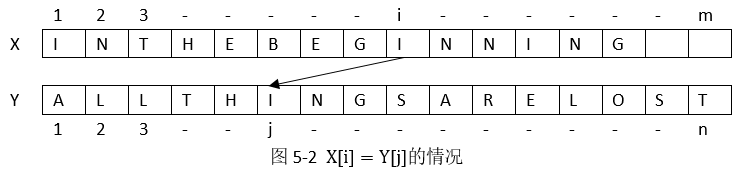 1 2 3 - - - - - i - - - - - - m
X I N T H E B E G I N N I N G
Y A L L T H I N G S A R E L O S T
1 2 3 - - j - - - - - - - - - n
图 5-2 X[i] = Y[j]的情况